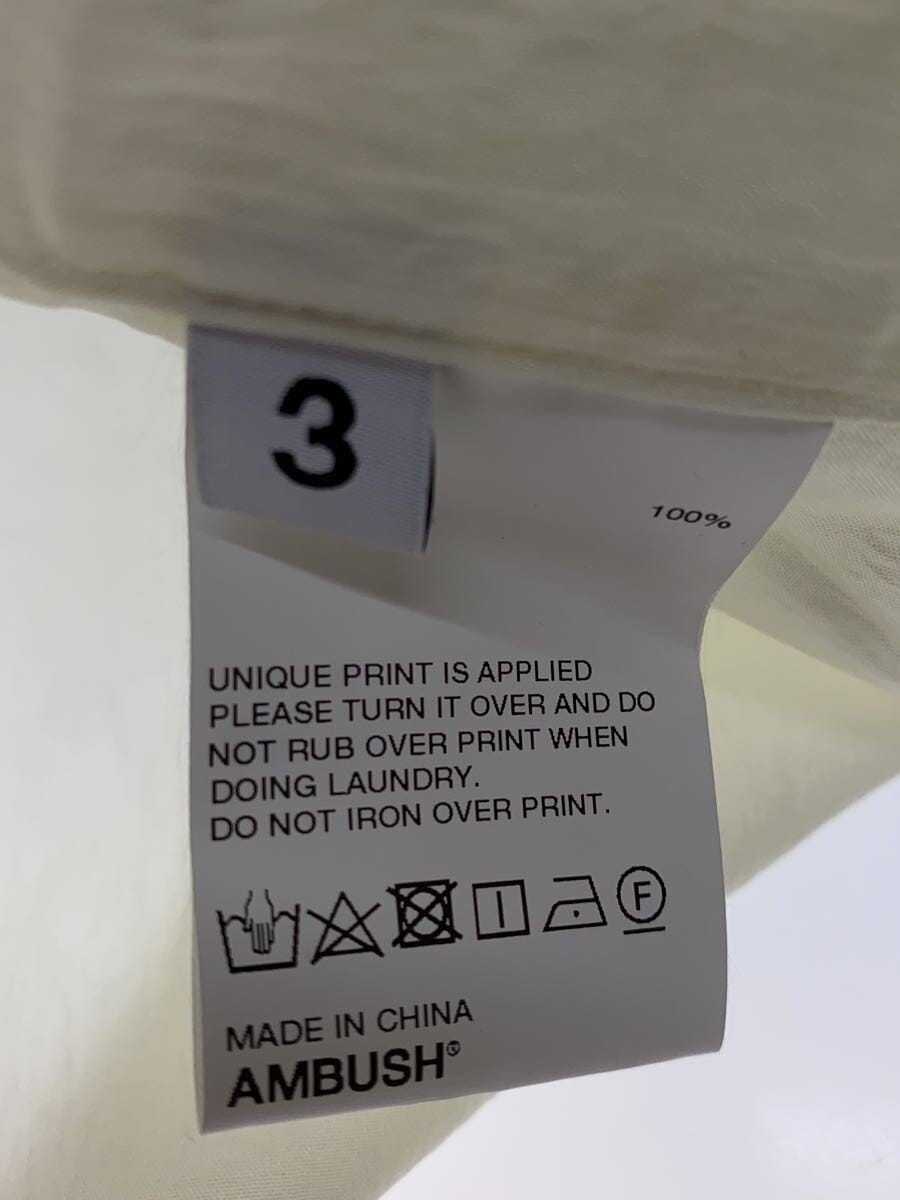 3
100%
UNIQUE PRINT IS APPLIED
PLEASE TURN IT OVER AND DO
NOT RUB OVER PRINT WHEN
DOING LAUNDRY.
DO NOT IRON OVER PRINT.
F
MADE IN CHINA
AMBUSH®